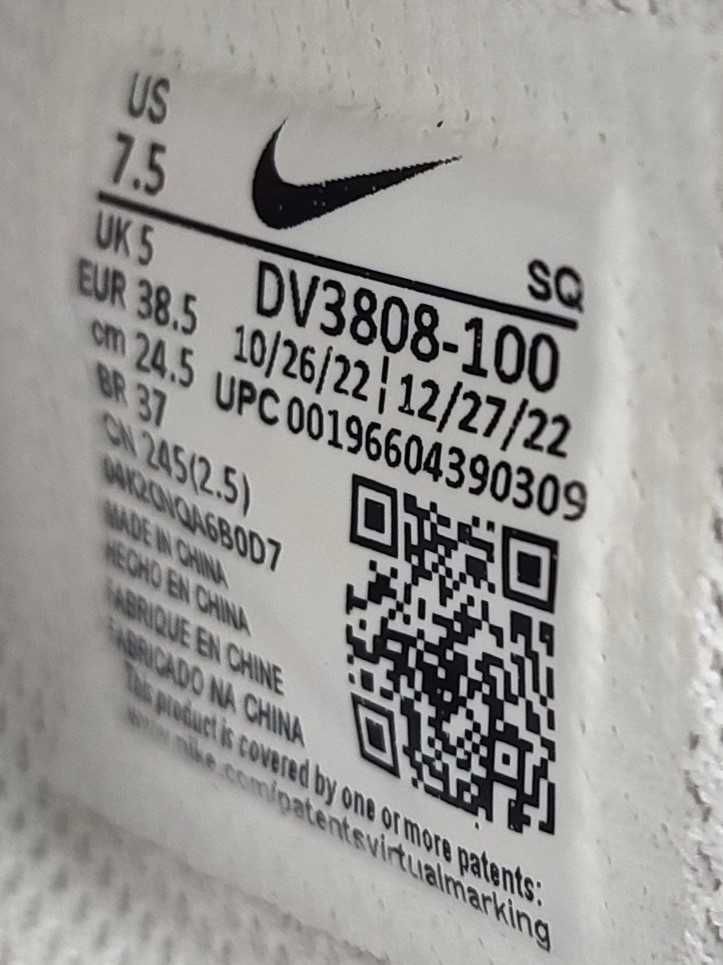 US
7.5
SQ
UK 5
EUR 38.5
cm 24.5
BR 37
CN 245(2.5)
DV3808-100
10/26/22 ¦ 12/27/22
UPC 00196604390309
MADE IN CHINA
HECHO EN CHINA
FABRIQUE EN CHINE
FABRICADO NA CHINA
This product is covered by one or more patents:
www.nike.com/patentsvirtualmarking